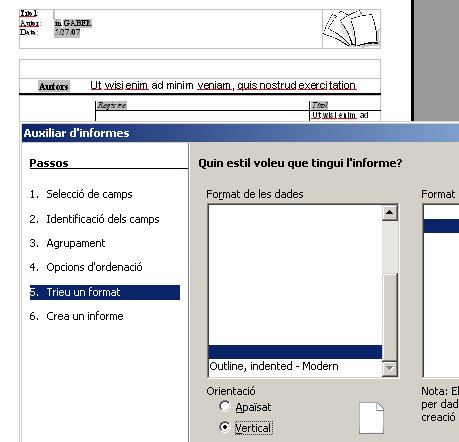 Títol:
Autor: m GABER
Data: 5/27/07
Autors Ut wisi enim ad minim veniam, quis nostrud exercitation
Registre Títol
Ut wisi enim ad
Auxiliar d'informes
Passos
1. Selecció de camps
2. Identificació dels camps
3. Agrupament
4. Opcions d'ordenació
5. Trieu un format
6. Crea un informe
Quin estil voleu que tingui l'informe?
Format de les dades
Format
Outline, indented - Modern
Orientació
Apaïsat
Vertical
Nota: El
per dad
creació